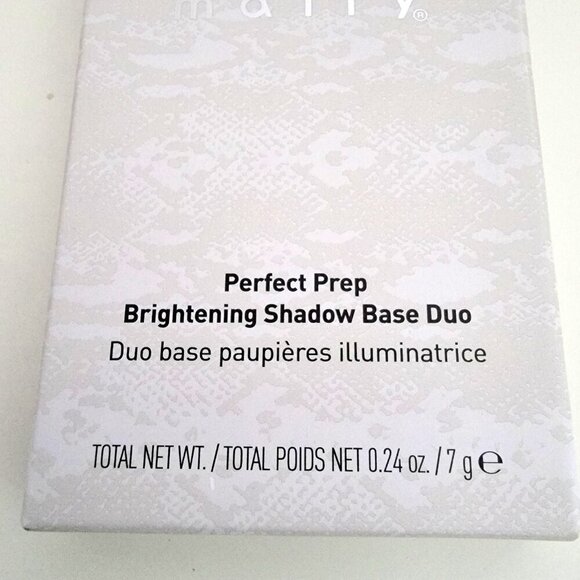 mally®
Perfect Prep
Brightening Shadow Base Duo
Duo base paupières illuminatrice
TOTAL NET WT. / TOTAL POIDS NET 0.24 oz. / 7 g ℮